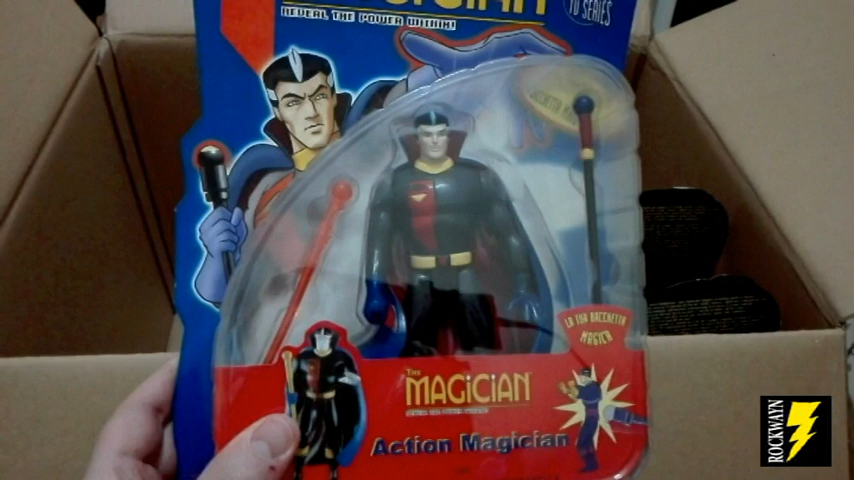 REVEAL THE POWER WITHIN!
TV SERIES
LA TUA BACCHETTA
MAGICA
THE
MAGICIAN
Action Magician
ROCKWAYN